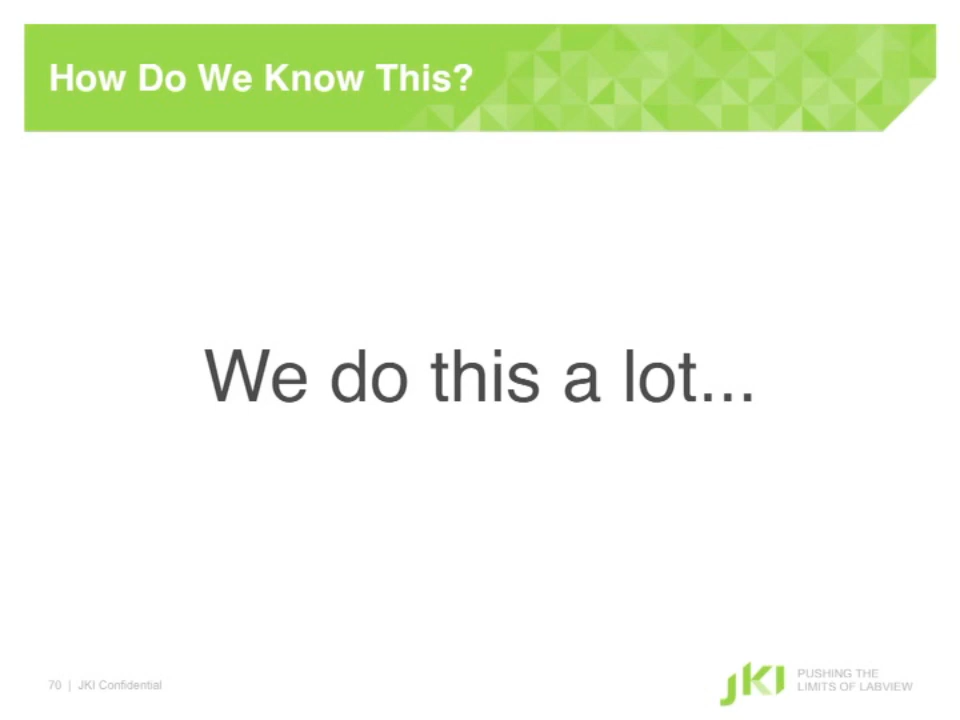 How Do We Know This?
We do this a lot...
70 | JKI Confidential
JKI
PUSHING THE
LIMITS OF LABVIEW